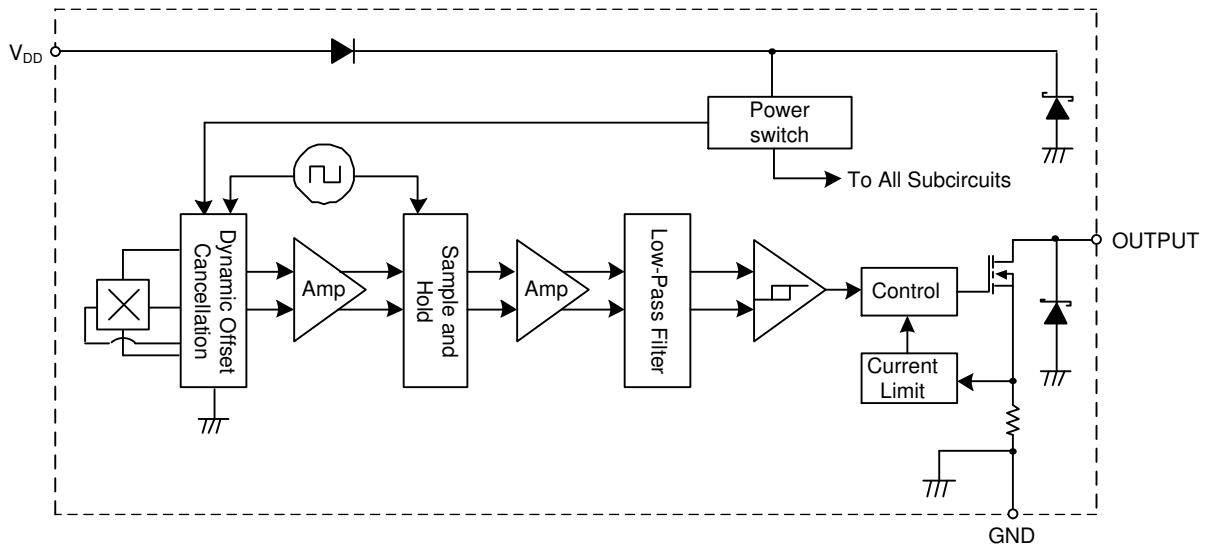 V_DD
Power
switch
To All Subcircuits
Dynamic Offset
Cancellation
Amp
Sample and
Hold
Amp
Low-Pass Filter
Control
Current
Limit
OUTPUT
GND